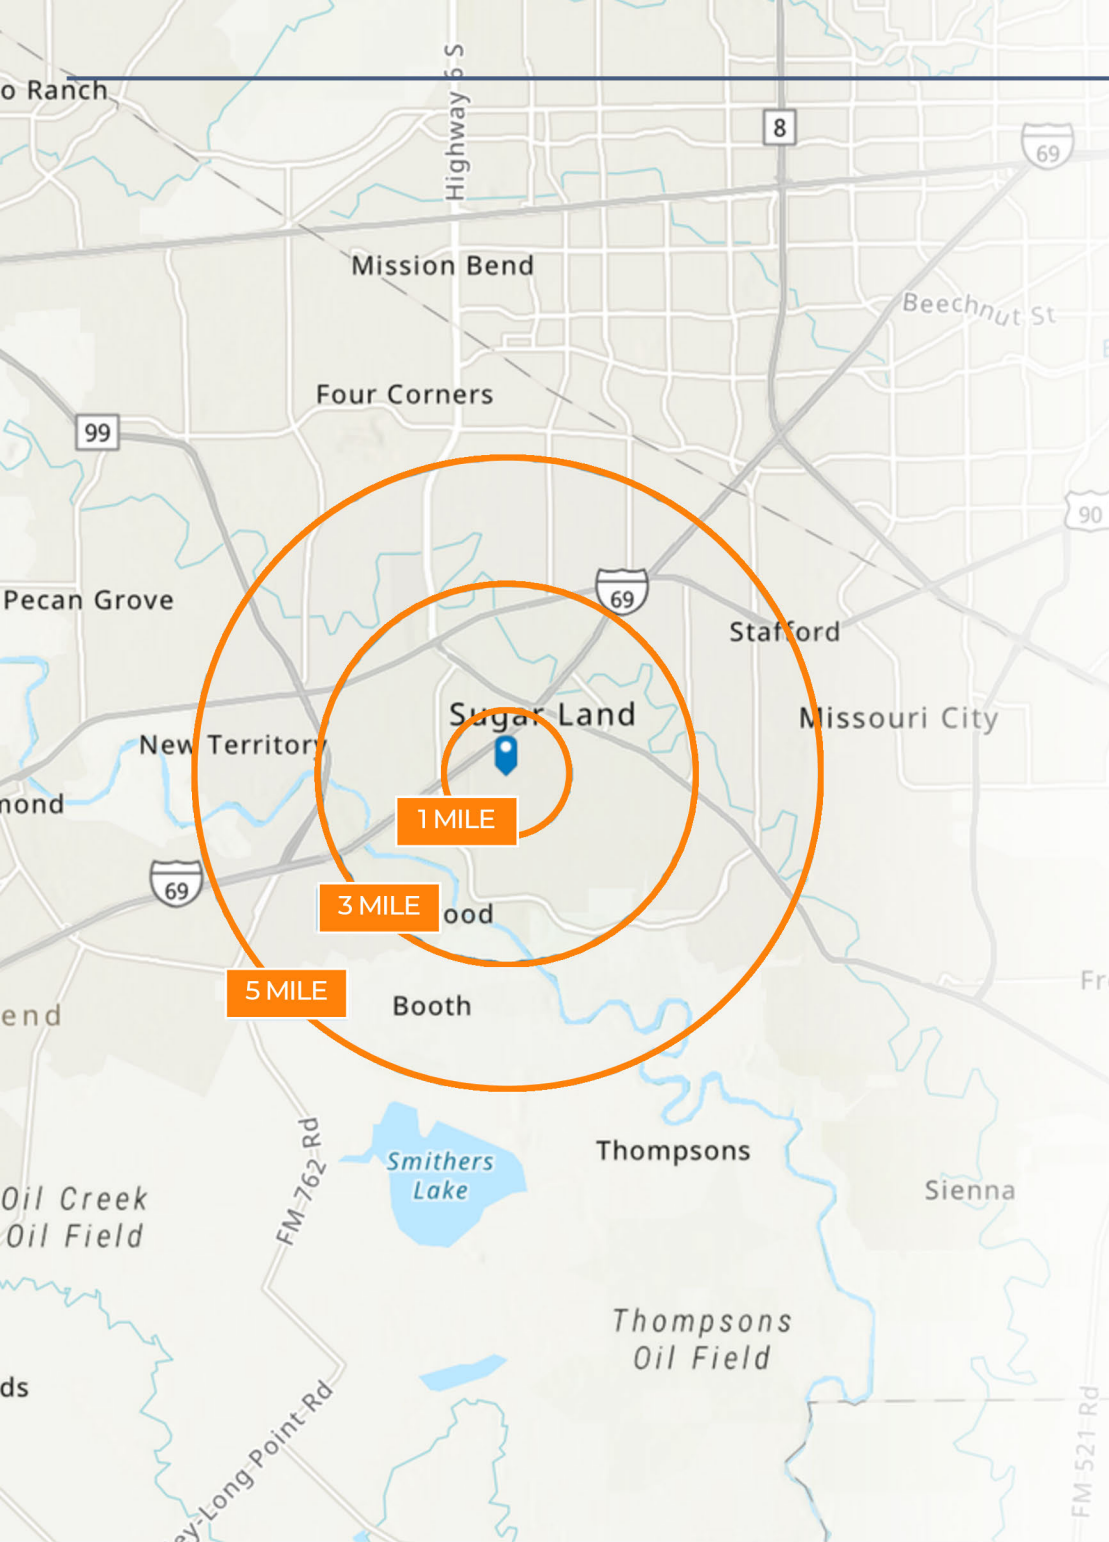 Highway 6 S
o Ranch
8
69
Mission Bend
Beechnut St
Four Corners
99
90
69
Pecan Grove
Stafford
Sugar Land
Missouri City
New Territory
mond
1 MILE
69
3 MILE
ood
5 MILE
Booth
Fr
end
FM 762 Rd
Thompsons
Smithers
Lake
Sienna
Oil Creek
Oil Field
Thompsons
Oil Field
ds
ey-Long Point Rd
FM 521 Rd